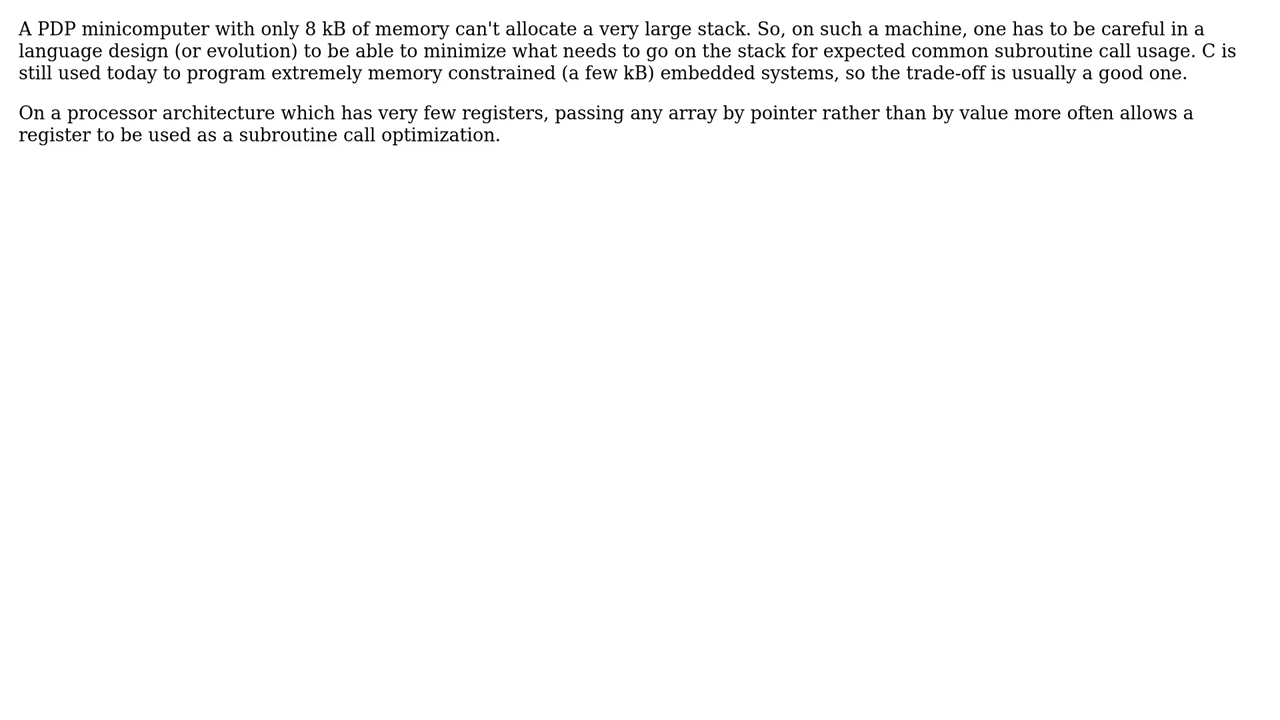 A PDP minicomputer with only 8 kB of memory can't allocate a very large stack. So, on such a machine, one has to be careful in a
language design (or evolution) to be able to minimize what needs to go on the stack for expected common subroutine call usage. C is
still used today to program extremely memory constrained (a few kB) embedded systems, so the trade-off is usually a good one.
On a processor architecture which has very few registers, passing any array by pointer rather than by value more often allows a
register to be used as a subroutine call optimization.